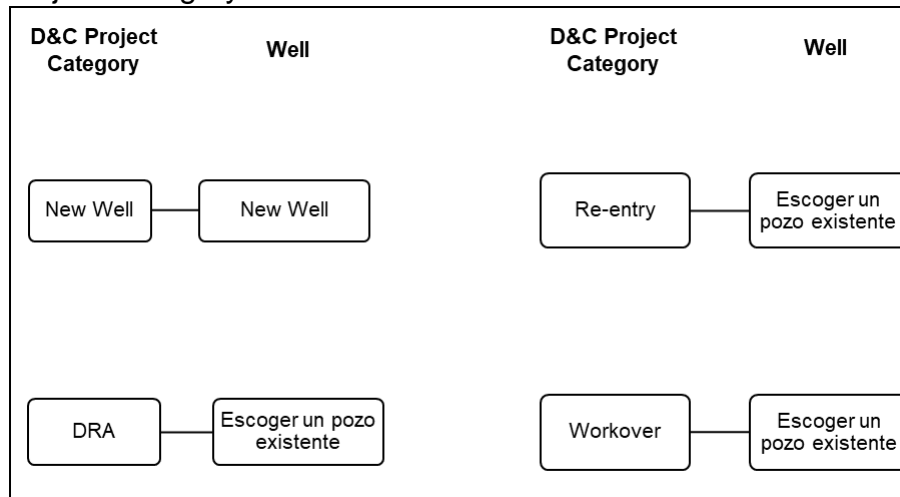 D&C Project
Category
Well
D&C Project
Category
Well
New Well
New Well
Re-entry
Escoger un
pozo existente
DRA
Escoger un pozo
existente
Workover
Escoger un
pozo existente